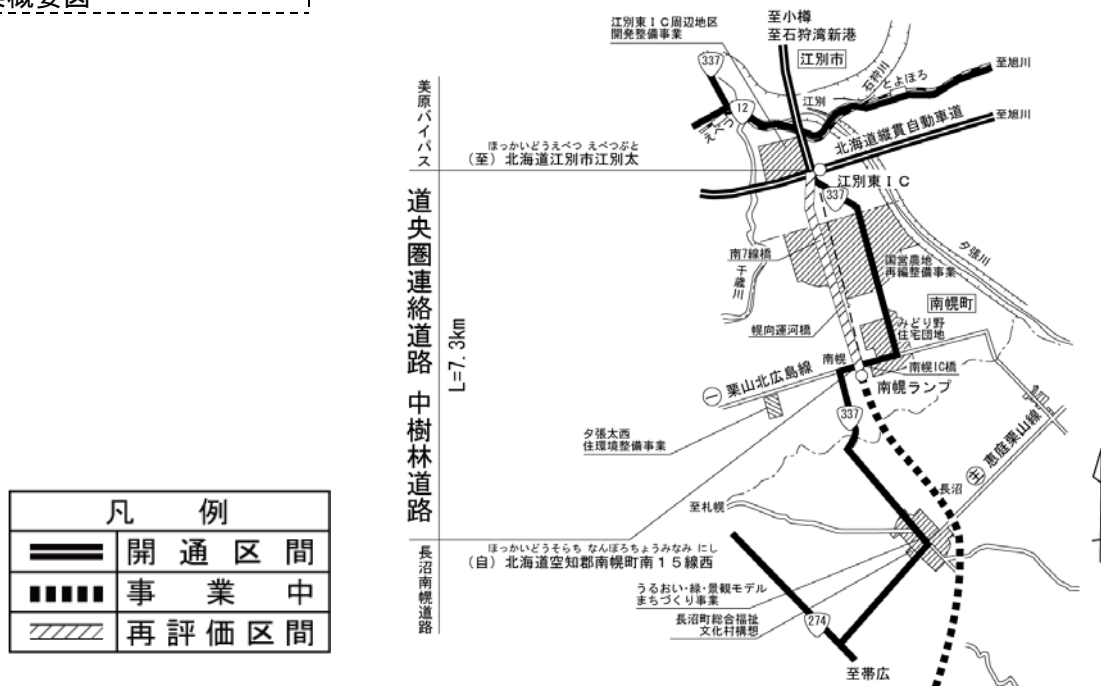 概要図
江別東ＩＣ周辺地区
開発整備事業
至小樽
至石狩湾新港
江別市
337
石狩川
とよほろ
至旭川
12
江別
えべつ
北海道縦貫自動車道
至旭川
美原バイパス
ほっかいどうえべつ えべつぶと
(至) 北海道江別市江別太
江別東ＩＣ
337
道央圏連絡道路 中樹林道路
L=7.3km
南7線橋
千歳川
夕張川
国営農地
再編整備事業
南幌町
みどり野
住宅団地
幌向運河橋
南幌
南幌IC橋
南幌ランプ
一
栗山北広島線
337
夕張太西
住環境整備事業
主
恵庭栗山線
長沼
至札幌
長沼南幌道路
ほっかいどうそらち なんぽろちょうみなみ にし
(自) 北海道空知郡南幌町南１５線西
うるおい・緑・景観モデル
まちづくり事業
長沼町総合福祉
文化村構想
274
至帯広
凡例
開通区間
事業中
再評価区間